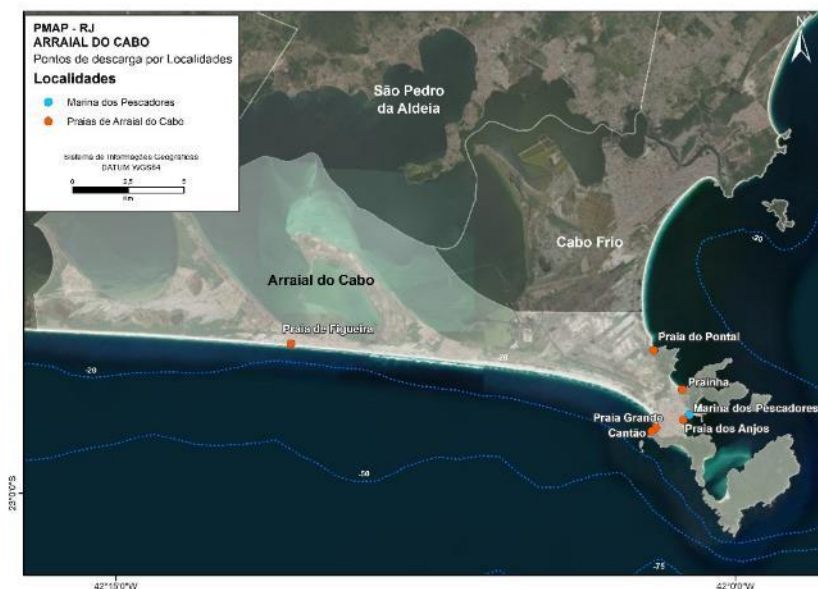 PMAP - RJ
ARRAIAL DO CABO
Pontos de descarga por Localidades
Localidades
Marina dos Pescadores
Praias de Arraial do Cabo
Sistema de Informações Geográficas
DATUM WGS84
0 2,5 5
Km
N
São Pedro
da Aldeia
Cabo Frio
-20
Arraial do Cabo
Praia de Figueira
Praia do Pontal
-20
-20
Prainha
Marina dos Pescadores
Praia Grande
Praia dos Anjos
Cantão
-50
23°0'0"S
-75
42°15'0"W
42°0'0"W